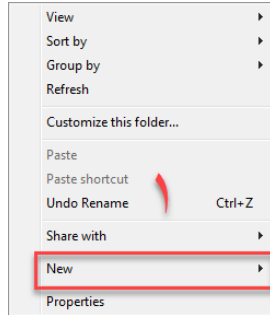 View
Sort by
Group by
Refresh
Customize this folder...
Paste
Paste shortcut
Undo Rename Ctrl+Z
Share with
New
Properties